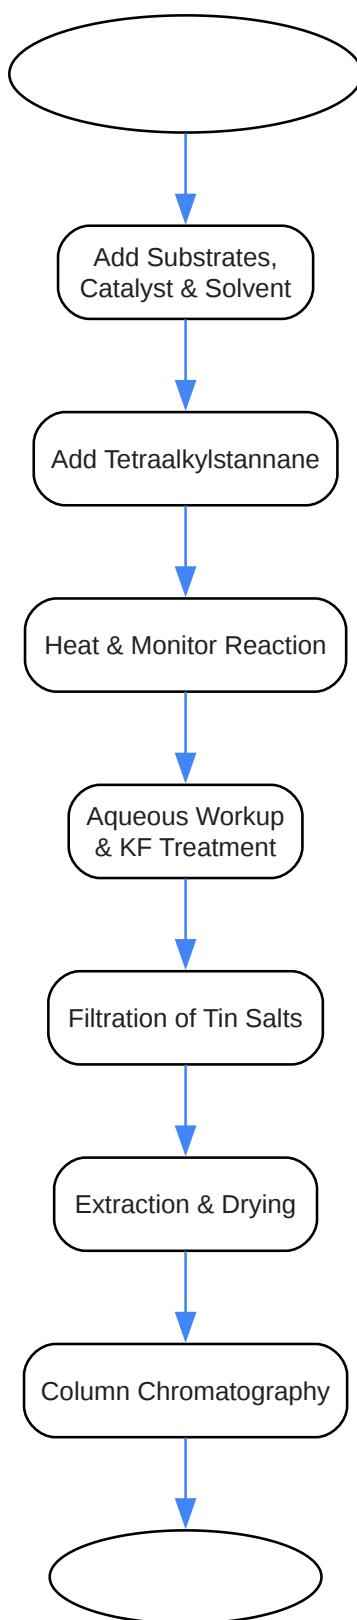 Add Substrates,
Catalyst & Solvent
Add Tetraalkylstannane
Heat & Monitor Reaction
Aqueous Workup
& KF Treatment
Filtration of Tin Salts
Extraction & Drying
Column Chromatography